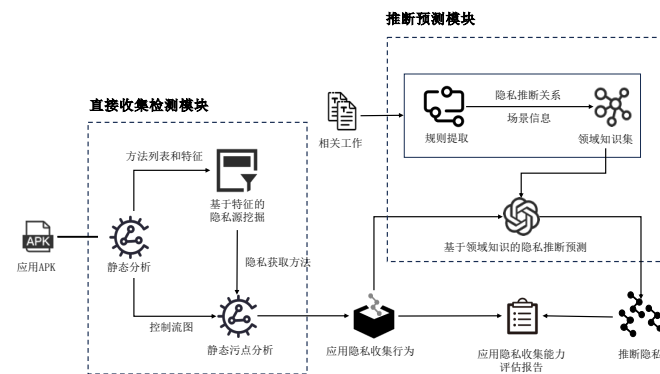 推断预测模块
直接收集检测模块
隐私推断关系
场景信息
规则提取
领域知识集
相关工作
方法列表和特征
基于特征的
隐私源挖掘
APK
应用APK
静态分析
隐私获取方法
基于领域知识的隐私推断预测
控制流图
静态污点分析
应用隐私收集行为
应用隐私收集能力
评估报告
推断隐私